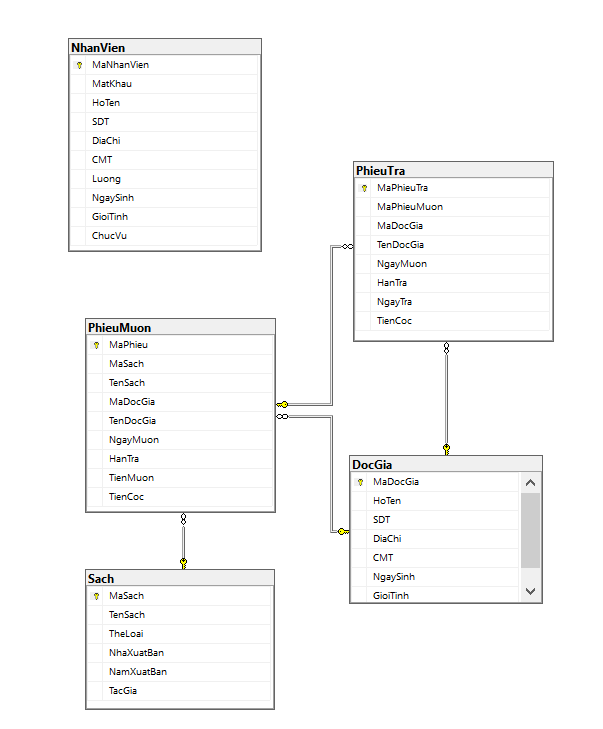 NhanVien
MaNhanVien
MatKhau
HoTen
SDT
DiaChi
CMT
Luong
NgaySinh
GioiTinh
ChucVu
PhieuTra
MaPhieuTra
MaPhieuMuon
MaDocGia
TenDocGia
NgayMuon
HanTra
NgayTra
TienCoc
PhieuMuon
MaPhieu
MaSach
TenSach
MaDocGia
TenDocGia
NgayMuon
HanTra
TienMuon
TienCoc
DocGia
MaDocGia
HoTen
SDT
DiaChi
CMT
NgaySinh
GioiTinh
Sach
MaSach
TenSach
TheLoai
NhaXuatBan
NamXuatBan
TacGia